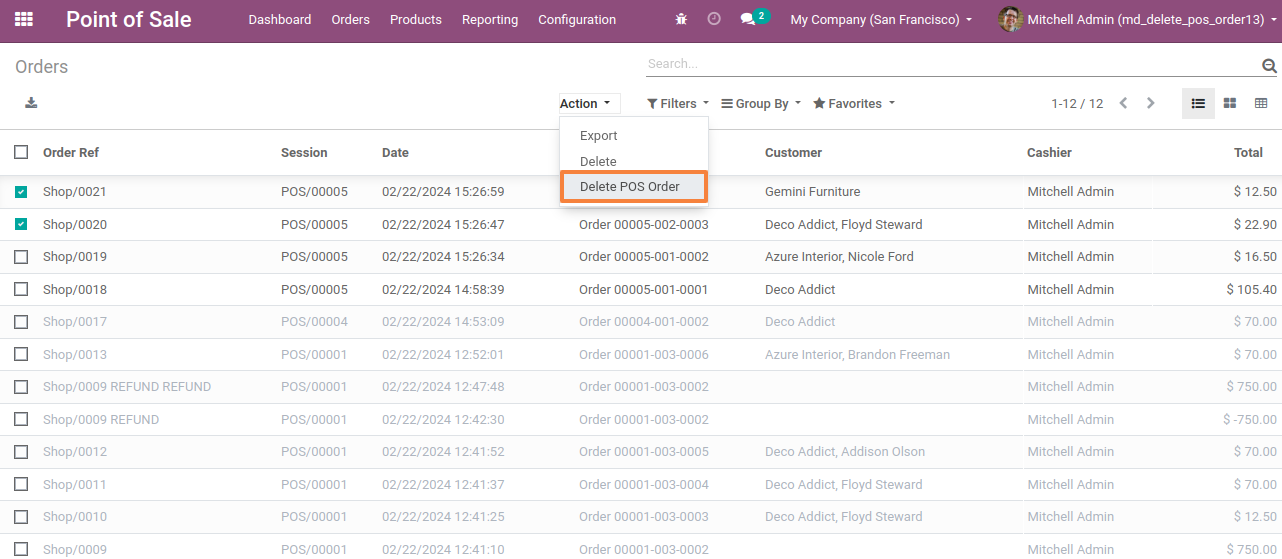 Point of Sale Dashboard Orders Products Reporting Configuration 2 My Company (San Francisco) Mitchell Admin (md_delete_pos_order13)
Orders Search...
Action Filters Group By Favorites 1-12 / 12
Export
Delete
Delete POS Order
Order Ref Session Date Customer Cashier Total
Shop/0021 POS/00005 02/22/2024 15:26:59 Gemini Furniture Mitchell Admin $ 12.50
Shop/0020 POS/00005 02/22/2024 15:26:47 Order 00005-002-0003 Deco Addict, Floyd Steward Mitchell Admin $ 22.90
Shop/0019 POS/00005 02/22/2024 15:26:34 Order 00005-001-0002 Azure Interior, Nicole Ford Mitchell Admin $ 16.50
Shop/0018 POS/00005 02/22/2024 14:58:39 Order 00005-001-0001 Deco Addict Mitchell Admin $ 105.40
Shop/0017 POS/00004 02/22/2024 14:53:09 Order 00004-001-0002 Deco Addict Mitchell Admin $ 70.00
Shop/0013 POS/00001 02/22/2024 12:52:01 Order 00001-003-0006 Azure Interior, Brandon Freeman Mitchell Admin $ 70.00
Shop/0009 REFUND REFUND POS/00001 02/22/2024 12:47:48 Order 00001-003-0002 Mitchell Admin $ 750.00
Shop/0009 REFUND POS/00001 02/22/2024 12:42:30 Order 00001-003-0002 Mitchell Admin $ -750.00
Shop/0012 POS/00001 02/22/2024 12:41:52 Order 00001-003-0005 Deco Addict, Addison Olson Mitchell Admin $ 70.00
Shop/0011 POS/00001 02/22/2024 12:41:37 Order 00001-003-0004 Deco Addict, Floyd Steward Mitchell Admin $ 70.00
Shop/0010 POS/00001 02/22/2024 12:41:25 Order 00001-003-0003 Deco Addict, Floyd Steward Mitchell Admin $ 12.50
Shop/0009 POS/00001 02/22/2024 12:41:10 Order 00001-003-0002 Mitchell Admin $ 750.00